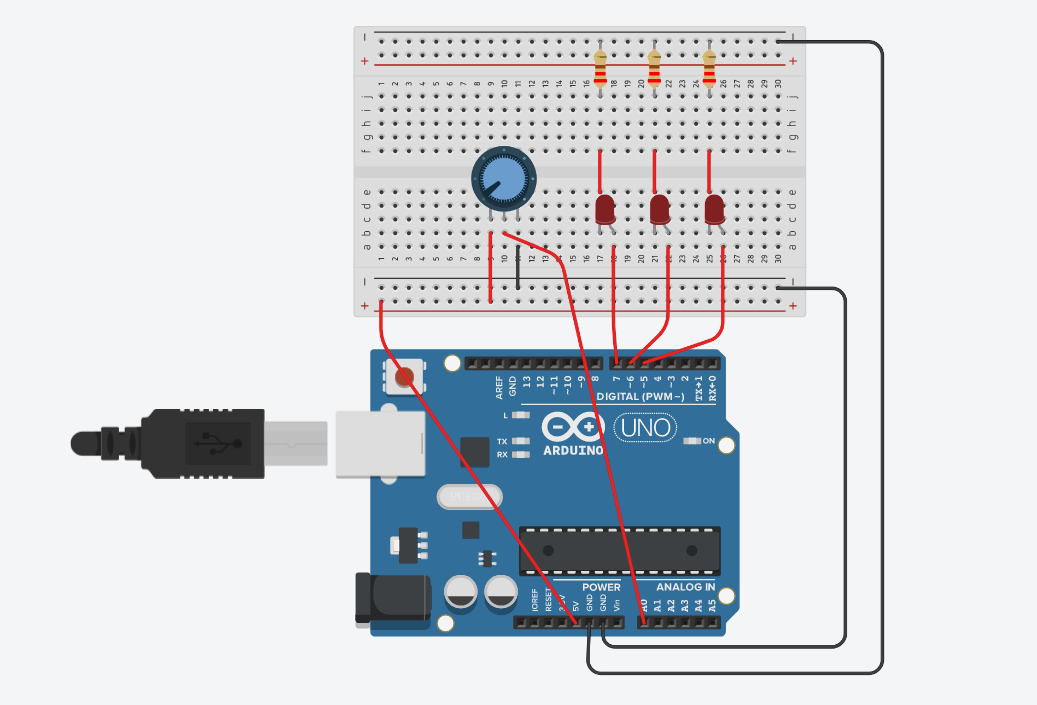 − −
+ +
1 2 3 4 5 6 7 8 9 10 11 12 13 14 15 16 17 18 19 20 21 22 23 24 25 26 27 28 29 30
j j
i i
h h
g g
f f
e e
d d
c c
b b
a a
1 2 3 4 5 6 7 8 9 10 11 12 13 14 15 16 17 18 19 20 21 22 23 24 25 26 27 28 29 30
− −
+ +
AREF GND 13 12 ~11 ~10 ~9 8 7 ~6 ~5 4 ~3 2 TX→1 RX←0
DIGITAL (PWM~)
L
TX
RX
ARDUINO
UNO
ON
POWER ANALOG IN
IOREF RESET 3.3V 5V GND GND Vin A0 A1 A2 A3 A4 A5